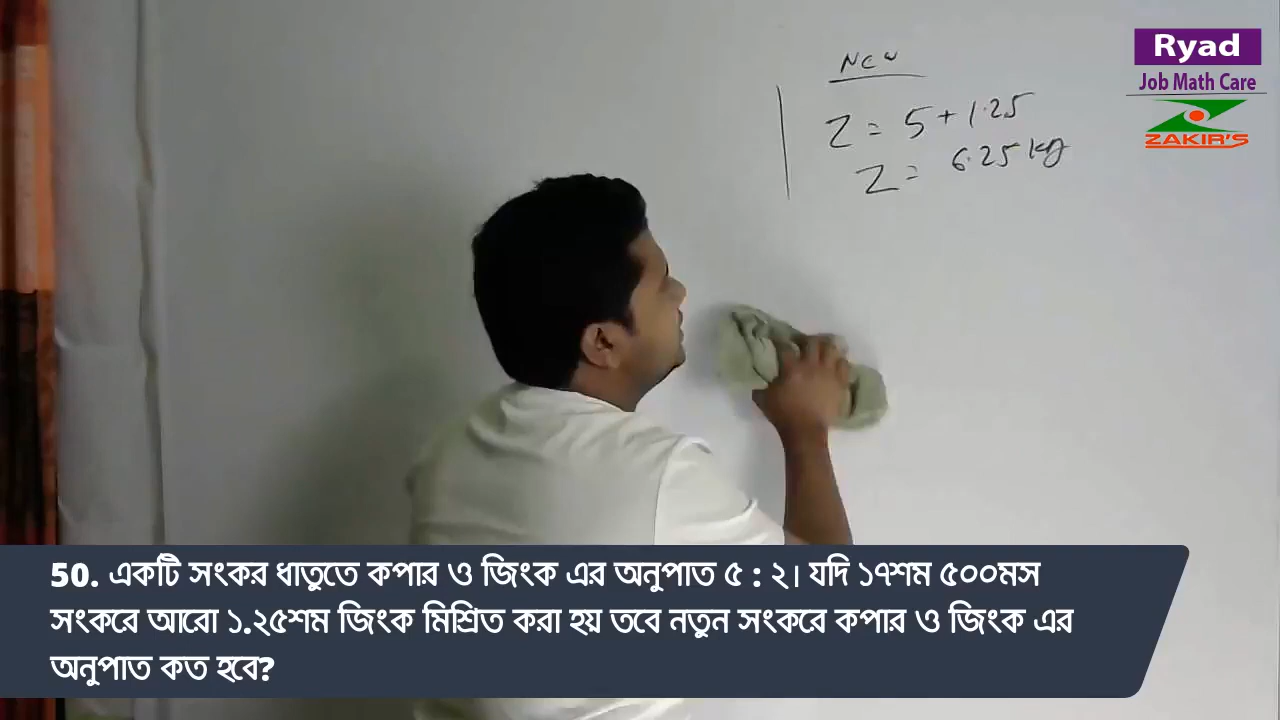 New
Z = 5 + 1.25
Z = 6.25 kg
Ryad
Job Math Care
ZAKIR'S
50. একটি সংকর ধাতুতে কপার ও জিংক এর অনুপাত ৫ : ২। যদি ১৭শম ৫০০মস
সংকরে আরো ১.২৫শম জিংক মিশ্রিত করা হয় তবে নতুন সংকরে কপার ও জিংক এর
অনুপাত কত হবে?